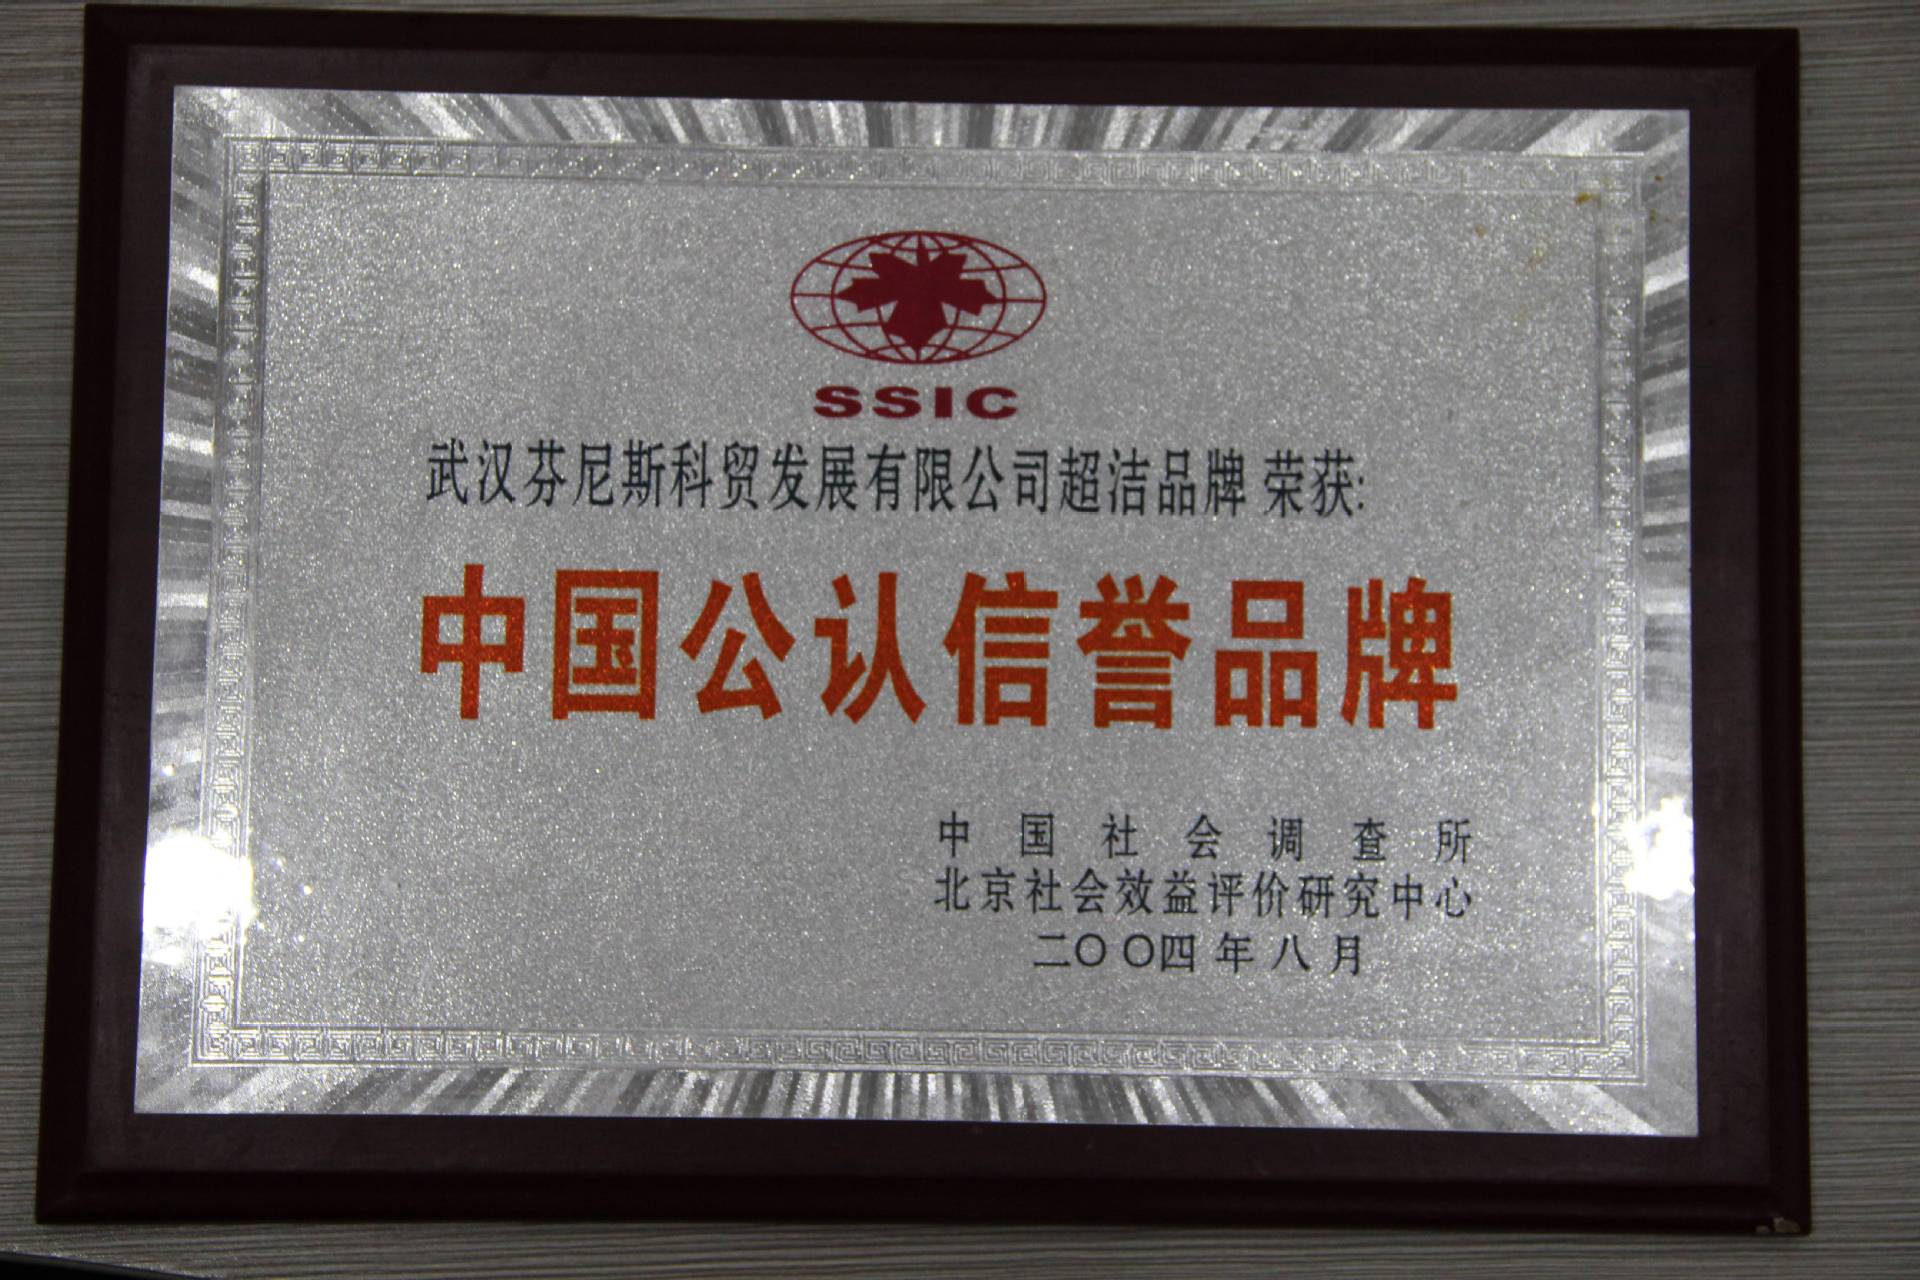 SSIC
武汉芬尼斯科贸发展有限公司超洁品牌 荣获:
中国公认信誉品牌
中国社会调查所
北京社会效益评价研究中心
二〇〇四年八月